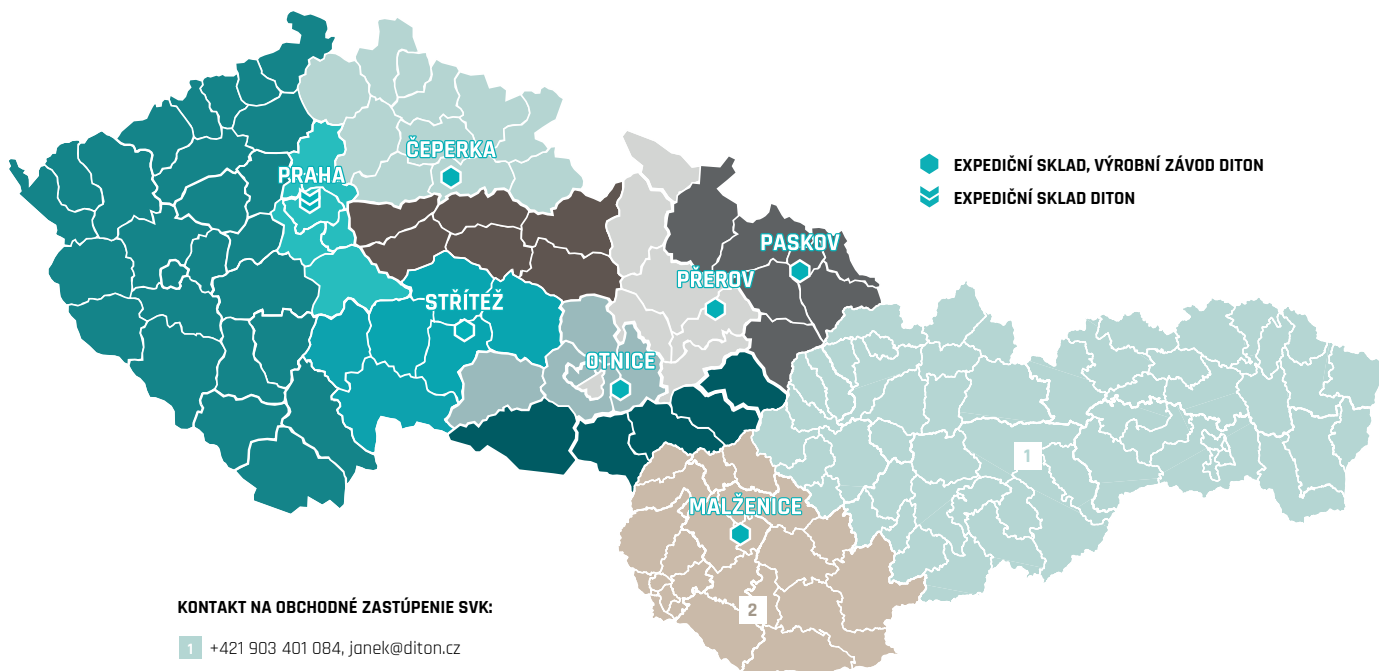 ČEPERKA
PRAHA
EXPEDIČNÍ SKLAD, VÝROBNÍ ZÁVOD DITON
EXPEDIČNÍ SKLAD DITON
PASKOV
PŘEROV
STŘÍTEŽ
OTNICE
1
MALŽENICE
2
KONTAKT NA OBCHODNÉ ZASTÚPENIE SVK:
1 +421 903 401 084, janek@diton.cz